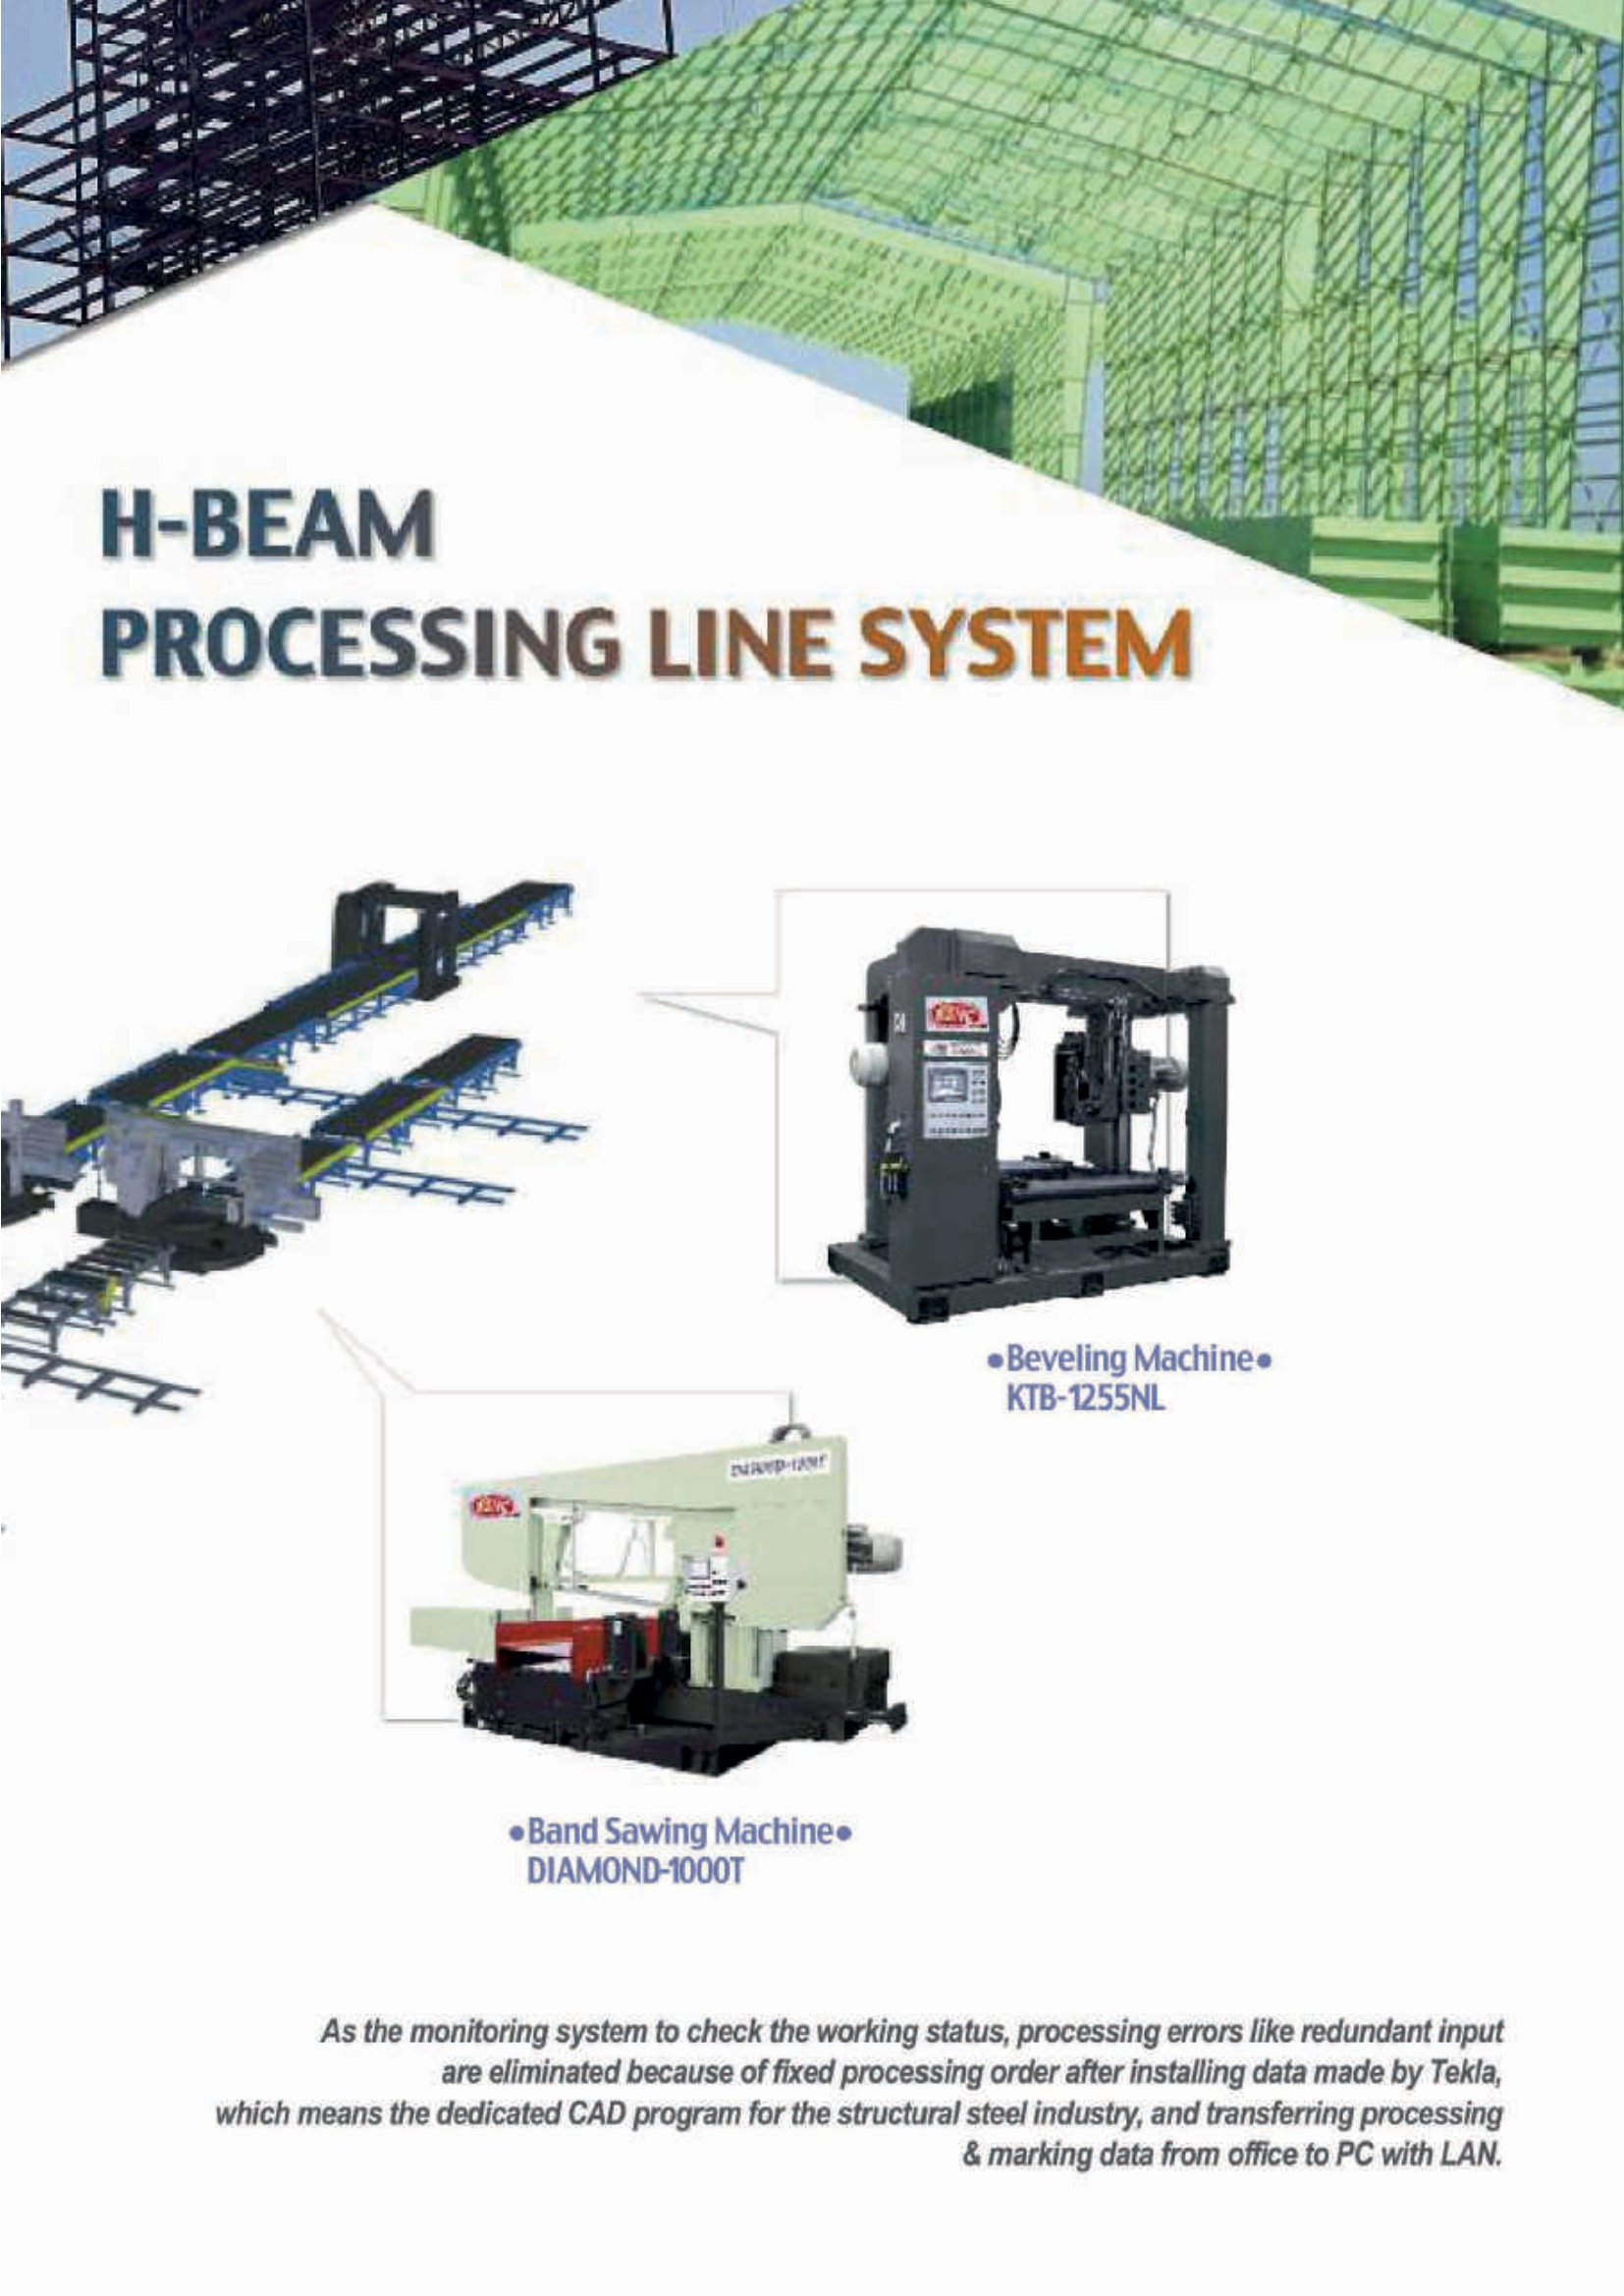 H-BEAM
PROCESSING LINE SYSTEM
•Beveling Machine•
KTB-1255NL
•Band Sawing Machine•
DIAMOND-1000T
As the monitoring system to check the working status, processing errors like redundant input
are eliminated because of fixed processing order after installing data made by Tekla,
which means the dedicated CAD program for the structural steel industry, and transferring processing
& marking data from office to PC with LAN.